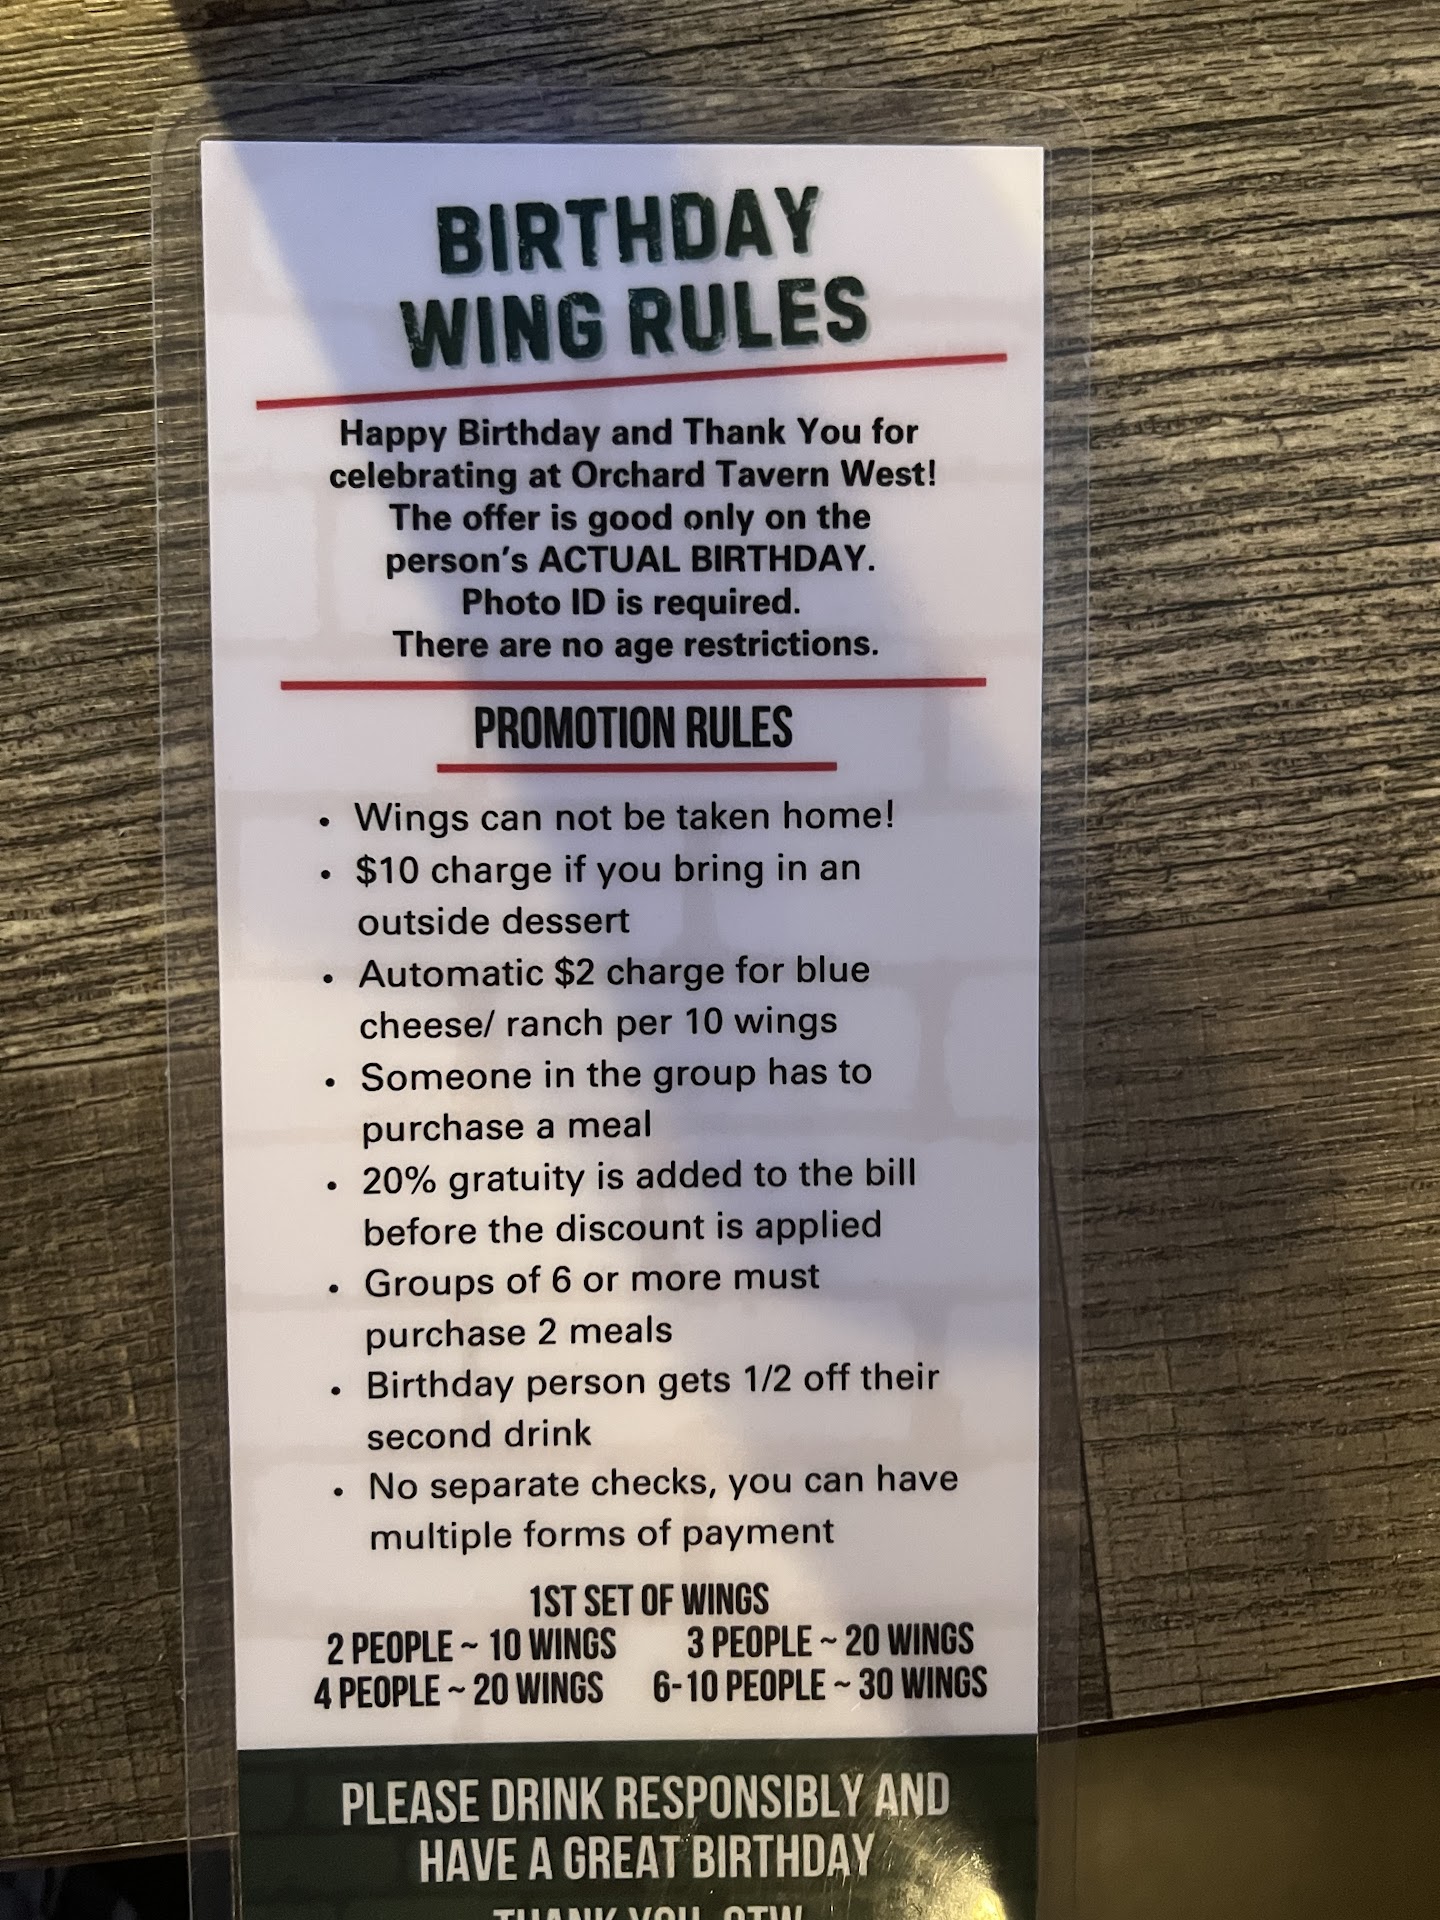 BIRTHDAY
WING RULES
Happy Birthday and Thank You for
celebrating at Orchard Tavern West!
The offer is good only on the
person's ACTUAL BIRTHDAY.
Photo ID is required.
There are no age restrictions.
PROMOTION RULES
• Wings can not be taken home!
• $10 charge if you bring in an
outside dessert
• Automatic $2 charge for blue
cheese/ ranch per 10 wings
• Someone in the group has to
purchase a meal
• 20% gratuity is added to the bill
before the discount is applied
• Groups of 6 or more must
purchase 2 meals
• Birthday person gets 1/2 off their
second drink
• No separate checks, you can have
multiple forms of payment
1ST SET OF WINGS
2 PEOPLE ~ 10 WINGS 3 PEOPLE ~ 20 WINGS
4 PEOPLE ~ 20 WINGS 6-10 PEOPLE ~ 30 WINGS
PLEASE DRINK RESPONSIBLY AND
HAVE A GREAT BIRTHDAY
THANK YOU, OTW